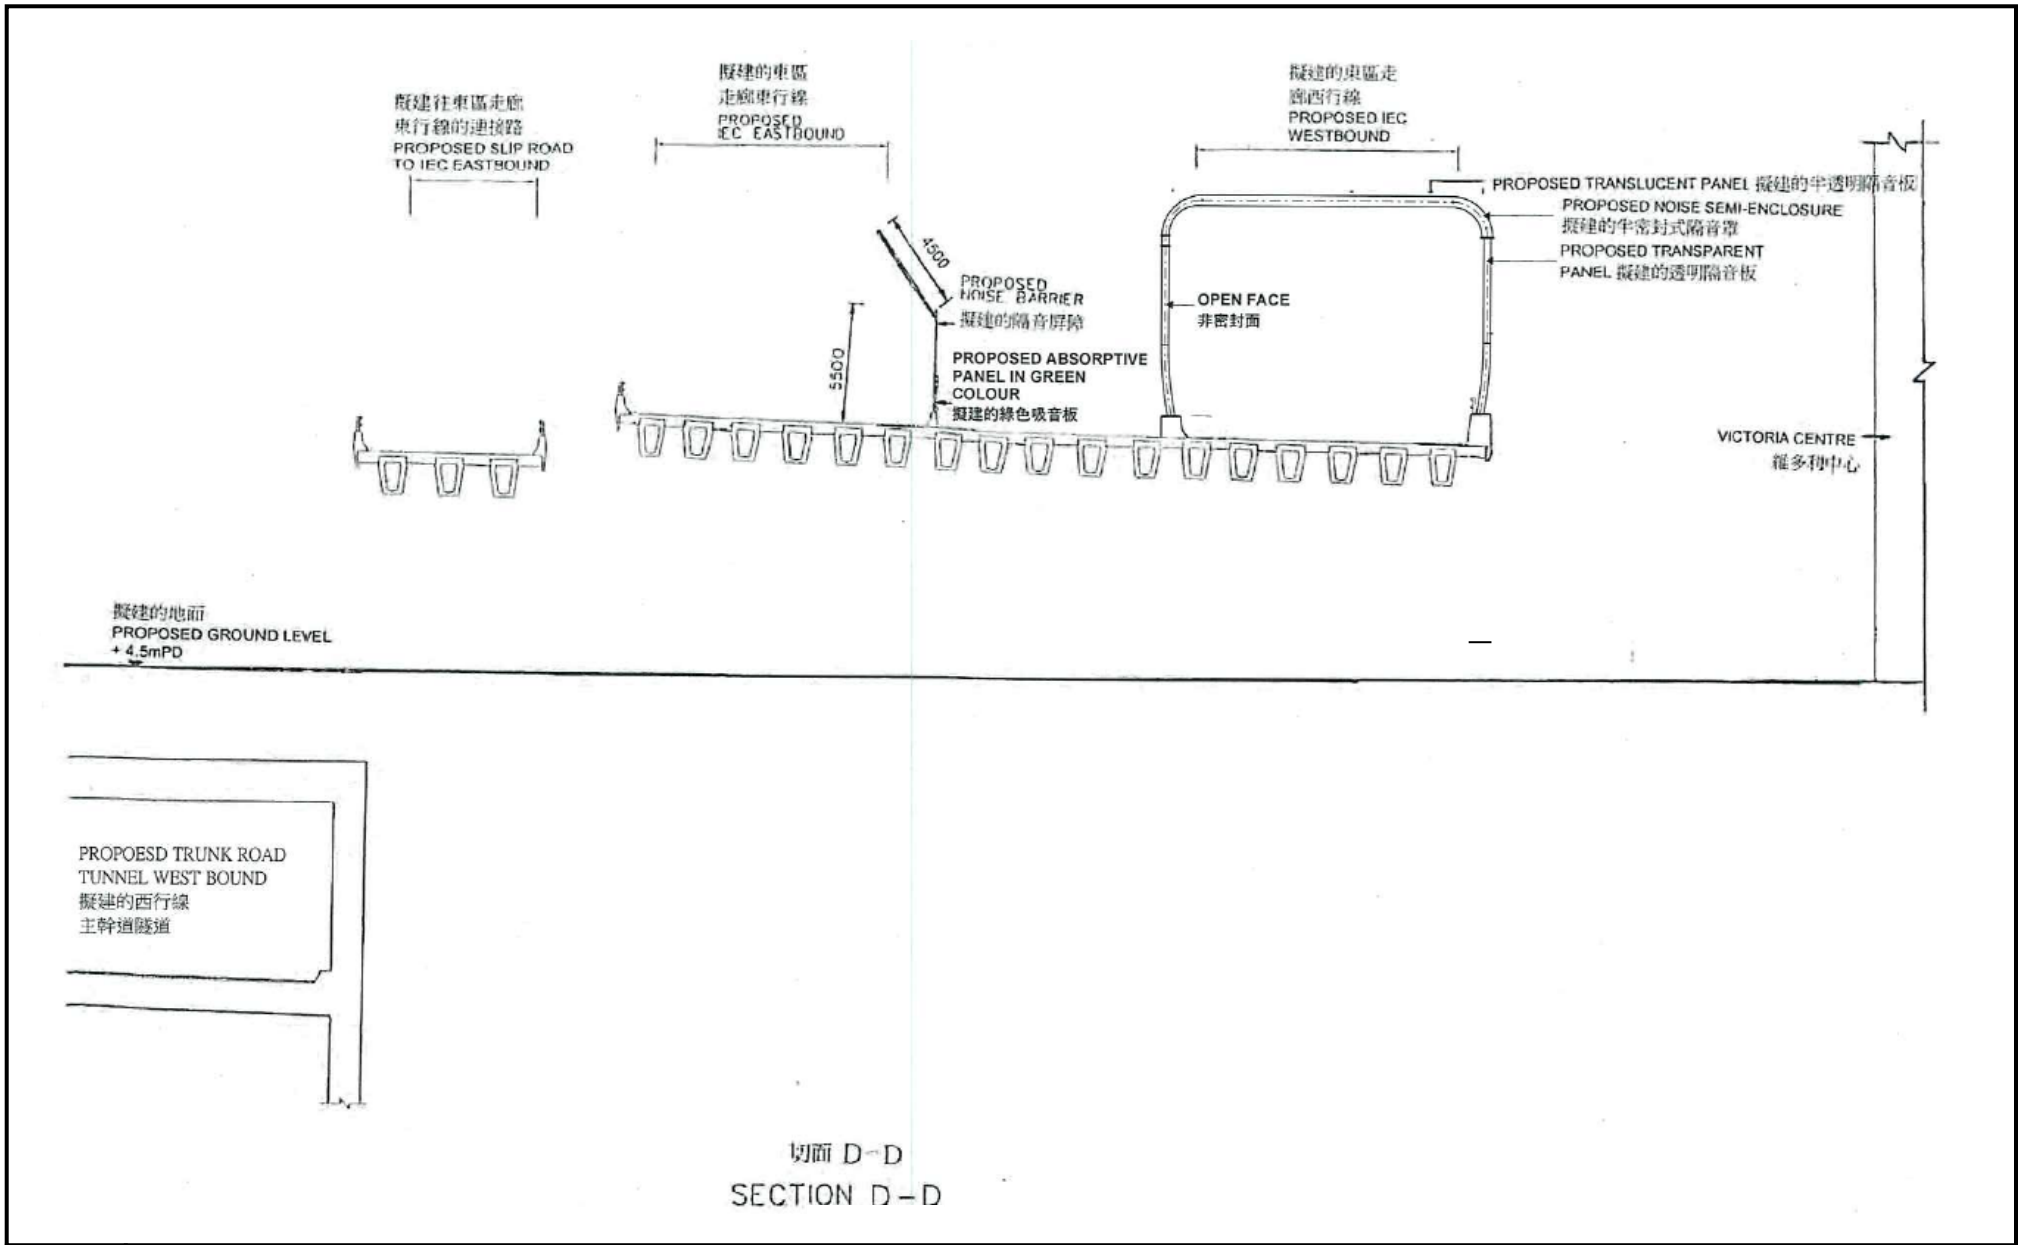 擬建往東區走廊
東行線的連接路
PROPOSED SLIP ROAD
TO IEC EASTBOUND
擬建的東區
走廊東行線
PROPOSED
IEC EASTBOUND
擬建的東區走
廊西行線
PROPOSED IEC
WESTBOUND
PROPOSED TRANSLUCENT PANEL 擬建的半透明隔音板
PROPOSED NOISE SEMI-ENCLOSURE
擬建的半密封式隔音罩
PROPOSED TRANSPARENT
PANEL 擬建的透明隔音板
4500
PROPOSED
NOISE BARRIER
擬建的隔音屏障
OPEN FACE
非密封面
5500
PROPOSED ABSORPTIVE
PANEL IN GREEN
COLOUR
擬建的綠色吸音板
VICTORIA CENTRE
維多利中心
擬建的地面
PROPOSED GROUND LEVEL
+ 4.5mPD
PROPOESD TRUNK ROAD
TUNNEL WEST BOUND
擬建的西行線
主幹道隧道
切面 D-D
SECTION D-D